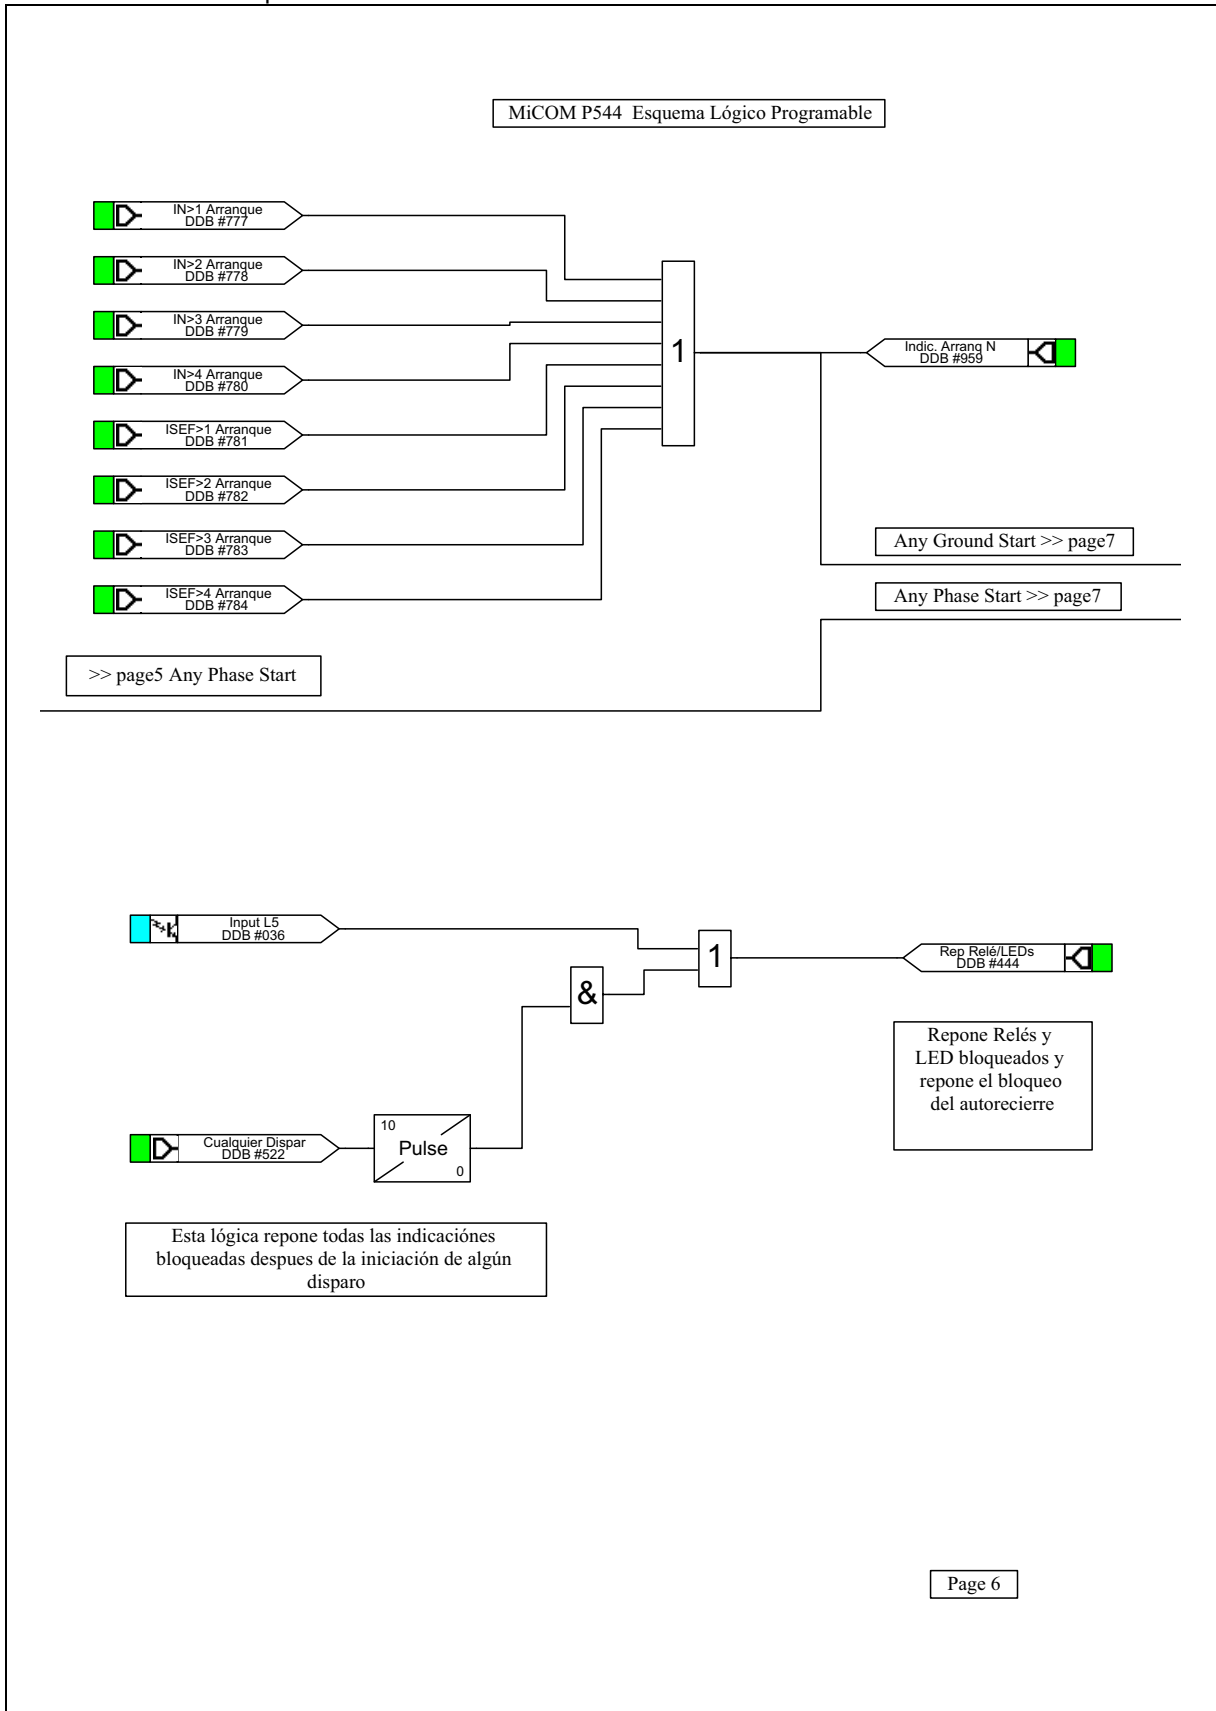 MiCOM P544 Esquema Lógico Programable
IN>1 Arranque
DDB #777
IN>2 Arranque
DDB #778
IN>3 Arranque
DDB #779
IN>4 Arranque
DDB #780
ISEF>1 Arranque
DDB #781
ISEF>2 Arranque
DDB #782
ISEF>3 Arranque
DDB #783
ISEF>4 Arranque
DDB #784
1
Indic. Arranq N
DDB #959
Any Ground Start >> page7
Any Phase Start >> page7
>> page5 Any Phase Start
Input L5
DDB #036
1
&
Rep Relé/LEDs
DDB #444
Repone Relés y
LED bloqueados y
repone el bloqueo
del autorecierre
Cualquier Dispar
DDB #522
10
Pulse
0
Esta lógica repone todas las indicaciónes
bloqueadas despues de la iniciación de algún
disparo
Page 6